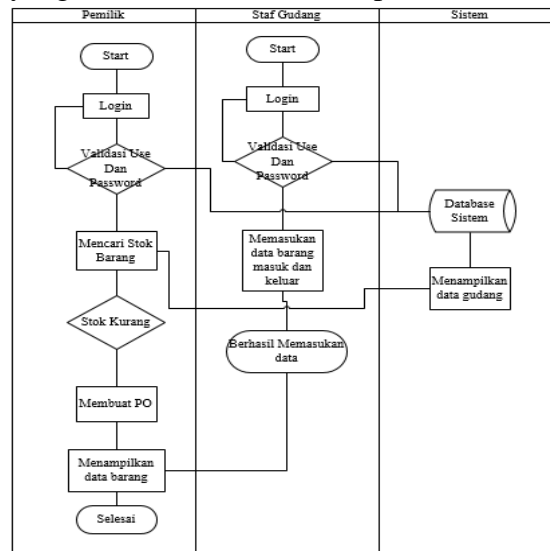 Pemilik
Staf Gudang
Sistem
Start
Login
Validasi Use
Dan
Password
Mencari Stok
Barang
Stok Kurang
Membuat PO
Menampilkan
data barang
Selesai
Start
Login
Validasi Use
Dan
Password
Memasukan
data barang
masuk dan
keluar
Berhasil Memasukan
data
Database
Sistem
Menampilkan
data gudang